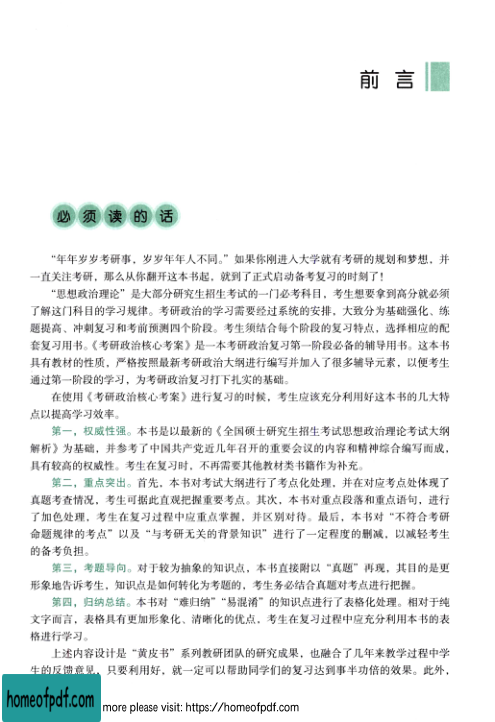 前 言
必须读的话
“年年岁岁考研事，岁岁年年人不同。”如果你刚进入大学就有考研的规划和梦想，并
一直关注考研，那么从你翻开这本书起，就到了正式启动备考复习的时刻了！
“思想政治理论”是大部分研究生招生考试的一门必考科目，考生想要拿到高分就必须
了解这门科目的学习规律。考研政治的学习需要经过系统的安排，大致分为基础强化、练
题提高、冲刺复习和考前预测四个阶段。考生须结合每个阶段的复习特点，选择相应的配
套复习用书。《考研政治核心考案》是一本考研政治复习第一阶段必备的辅导用书。这本书
具有教材的性质，严格按照最新考研政治大纲进行编写并加入了很多辅导元素，以便考生
通过第一阶段的学习，为考研政治复习打下扎实的基础。
在使用《考研政治核心考案》进行复习的时候，考生应该充分利用好这本书的几大特
点以提高学习效率。
第一，权威性强。本书是以最新的《全国硕士研究生招生考试思想政治理论考试大纲
解析》为基础，并参考了中国共产党近几年召开的重要会议的内容和精神综合编写而成，
具有较高的权威性。考生在复习时，不再需要其他教材类书籍作为补充。
第二，重点突出。首先，本书对考试大纲进行了考点化处理，并在对应考点处体现了
真题考查情况，考生可据此直观把握重要考点。其次，本书对重点段落和重点语句，进行
了加色处理，考生在复习过程中应重点掌握，并区别对待。最后，本书对“不符合考研
命题规律的考点”以及“与考研无关的背景知识”进行了一定程度的删减，以减轻考生
的备考负担。
第三，考题导向。对于较为抽象的知识点，本书直接附以“真题”再现，其目的是更
形象地告诉考生，知识点是如何转化为考题的，考生务必结合真题对考点进行把握。
第四，归纳总结。本书对“难归纳”“易混淆”的知识点进行了表格化处理。相对于纯
文字而言，表格具有更加形象化、清晰化的优点，考生在复习过程中应充分利用本书的表
格进行学习。
上述内容设计是“黄皮书”系列教研团队的研究成果，也融合了几年来教学过程中学
生的反馈意见，只要利用好，就一定可以帮助同学们的复习达到事半功倍的效果。此外，
homeofpdf.com
more please visit: https://homeofpdf.com